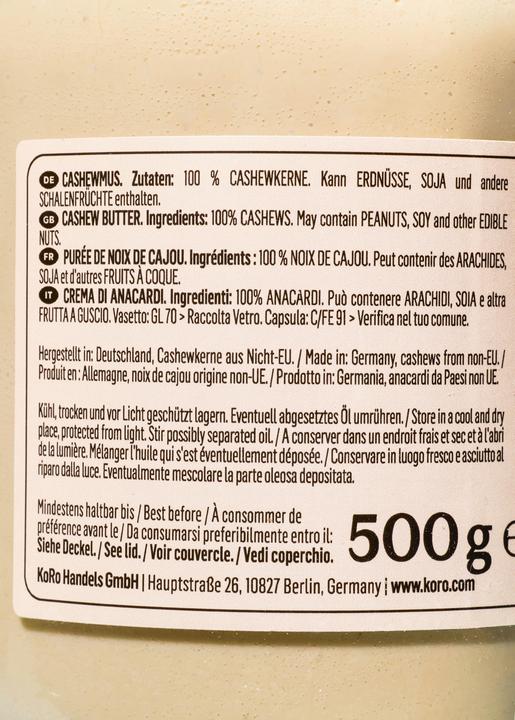 DE CASHEWMUS. Zutaten: 100 % CASHEWKERNE. Kann ERDNÜSSE, SOJA und andere
SCHALENFRÜCHTE enthalten.
GB CASHEW BUTTER. Ingredients: 100% CASHEWS. May contain PEANUTS, SOY and other EDIBLE
NUTS.
FR PURÉE DE NOIX DE CAJOU. Ingrédients : 100 % NOIX DE CAJOU. Peut contenir des ARACHIDES,
SOJA et d'autres FRUITS À COQUE.
IT CREMA DI ANACARDI. Ingredienti: 100% ANACARDI. Può contenere ARACHIDI, SOIA e altra
FRUTTA A GUSCIO. Vasetto: GL 70 > Raccolta Vetro. Capsula: C/FE 91 > Verifica nel tuo comune.
Hergestellt in: Deutschland, Cashewkerne aus Nicht-EU. / Made in: Germany, cashews from non-EU. /
Produit en : Allemagne, noix de cajou origine non-UE. / Prodotto in: Germania, anacardi da Paesi non UE.
Kühl, trocken und vor Licht geschützt lagern. Eventuell abgesetztes Öl umrühren. / Store in a cool and dry
place, protected from light. Stir possibly separated oil. / A conserver dans un endroit frais et sec et à l'abri
de la lumière. Mélanger l'huile qui s'est éventuellement déposée. / Conservare in luogo fresco e asciutto al
riparo dalla luce. Eventualmente mescolare la parte oleosa depositata.
Mindestens haltbar bis / Best before / À consommer de
préférence avant le / Da consumarsi preferibilmente entro il:
Siehe Deckel. / See lid. / Voir couvercle. / Vedi coperchio.
500 g e
KoRo Handels GmbH | Hauptstraße 26, 10827 Berlin, Germany | www.koro.com